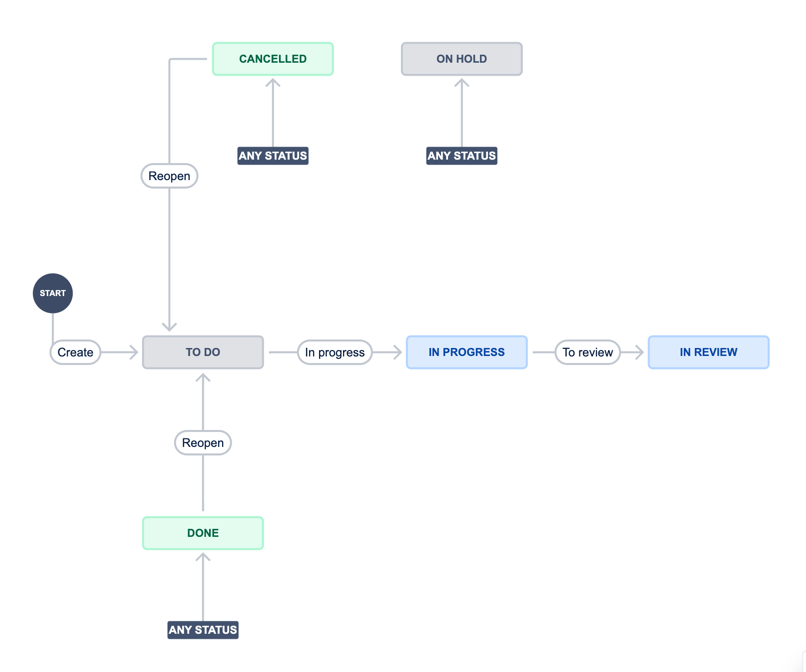 CANCELLED
ON HOLD
ANY STATUS
ANY STATUS
Reopen
START
Create
TO DO
In progress
IN PROGRESS
To review
IN REVIEW
Reopen
DONE
ANY STATUS